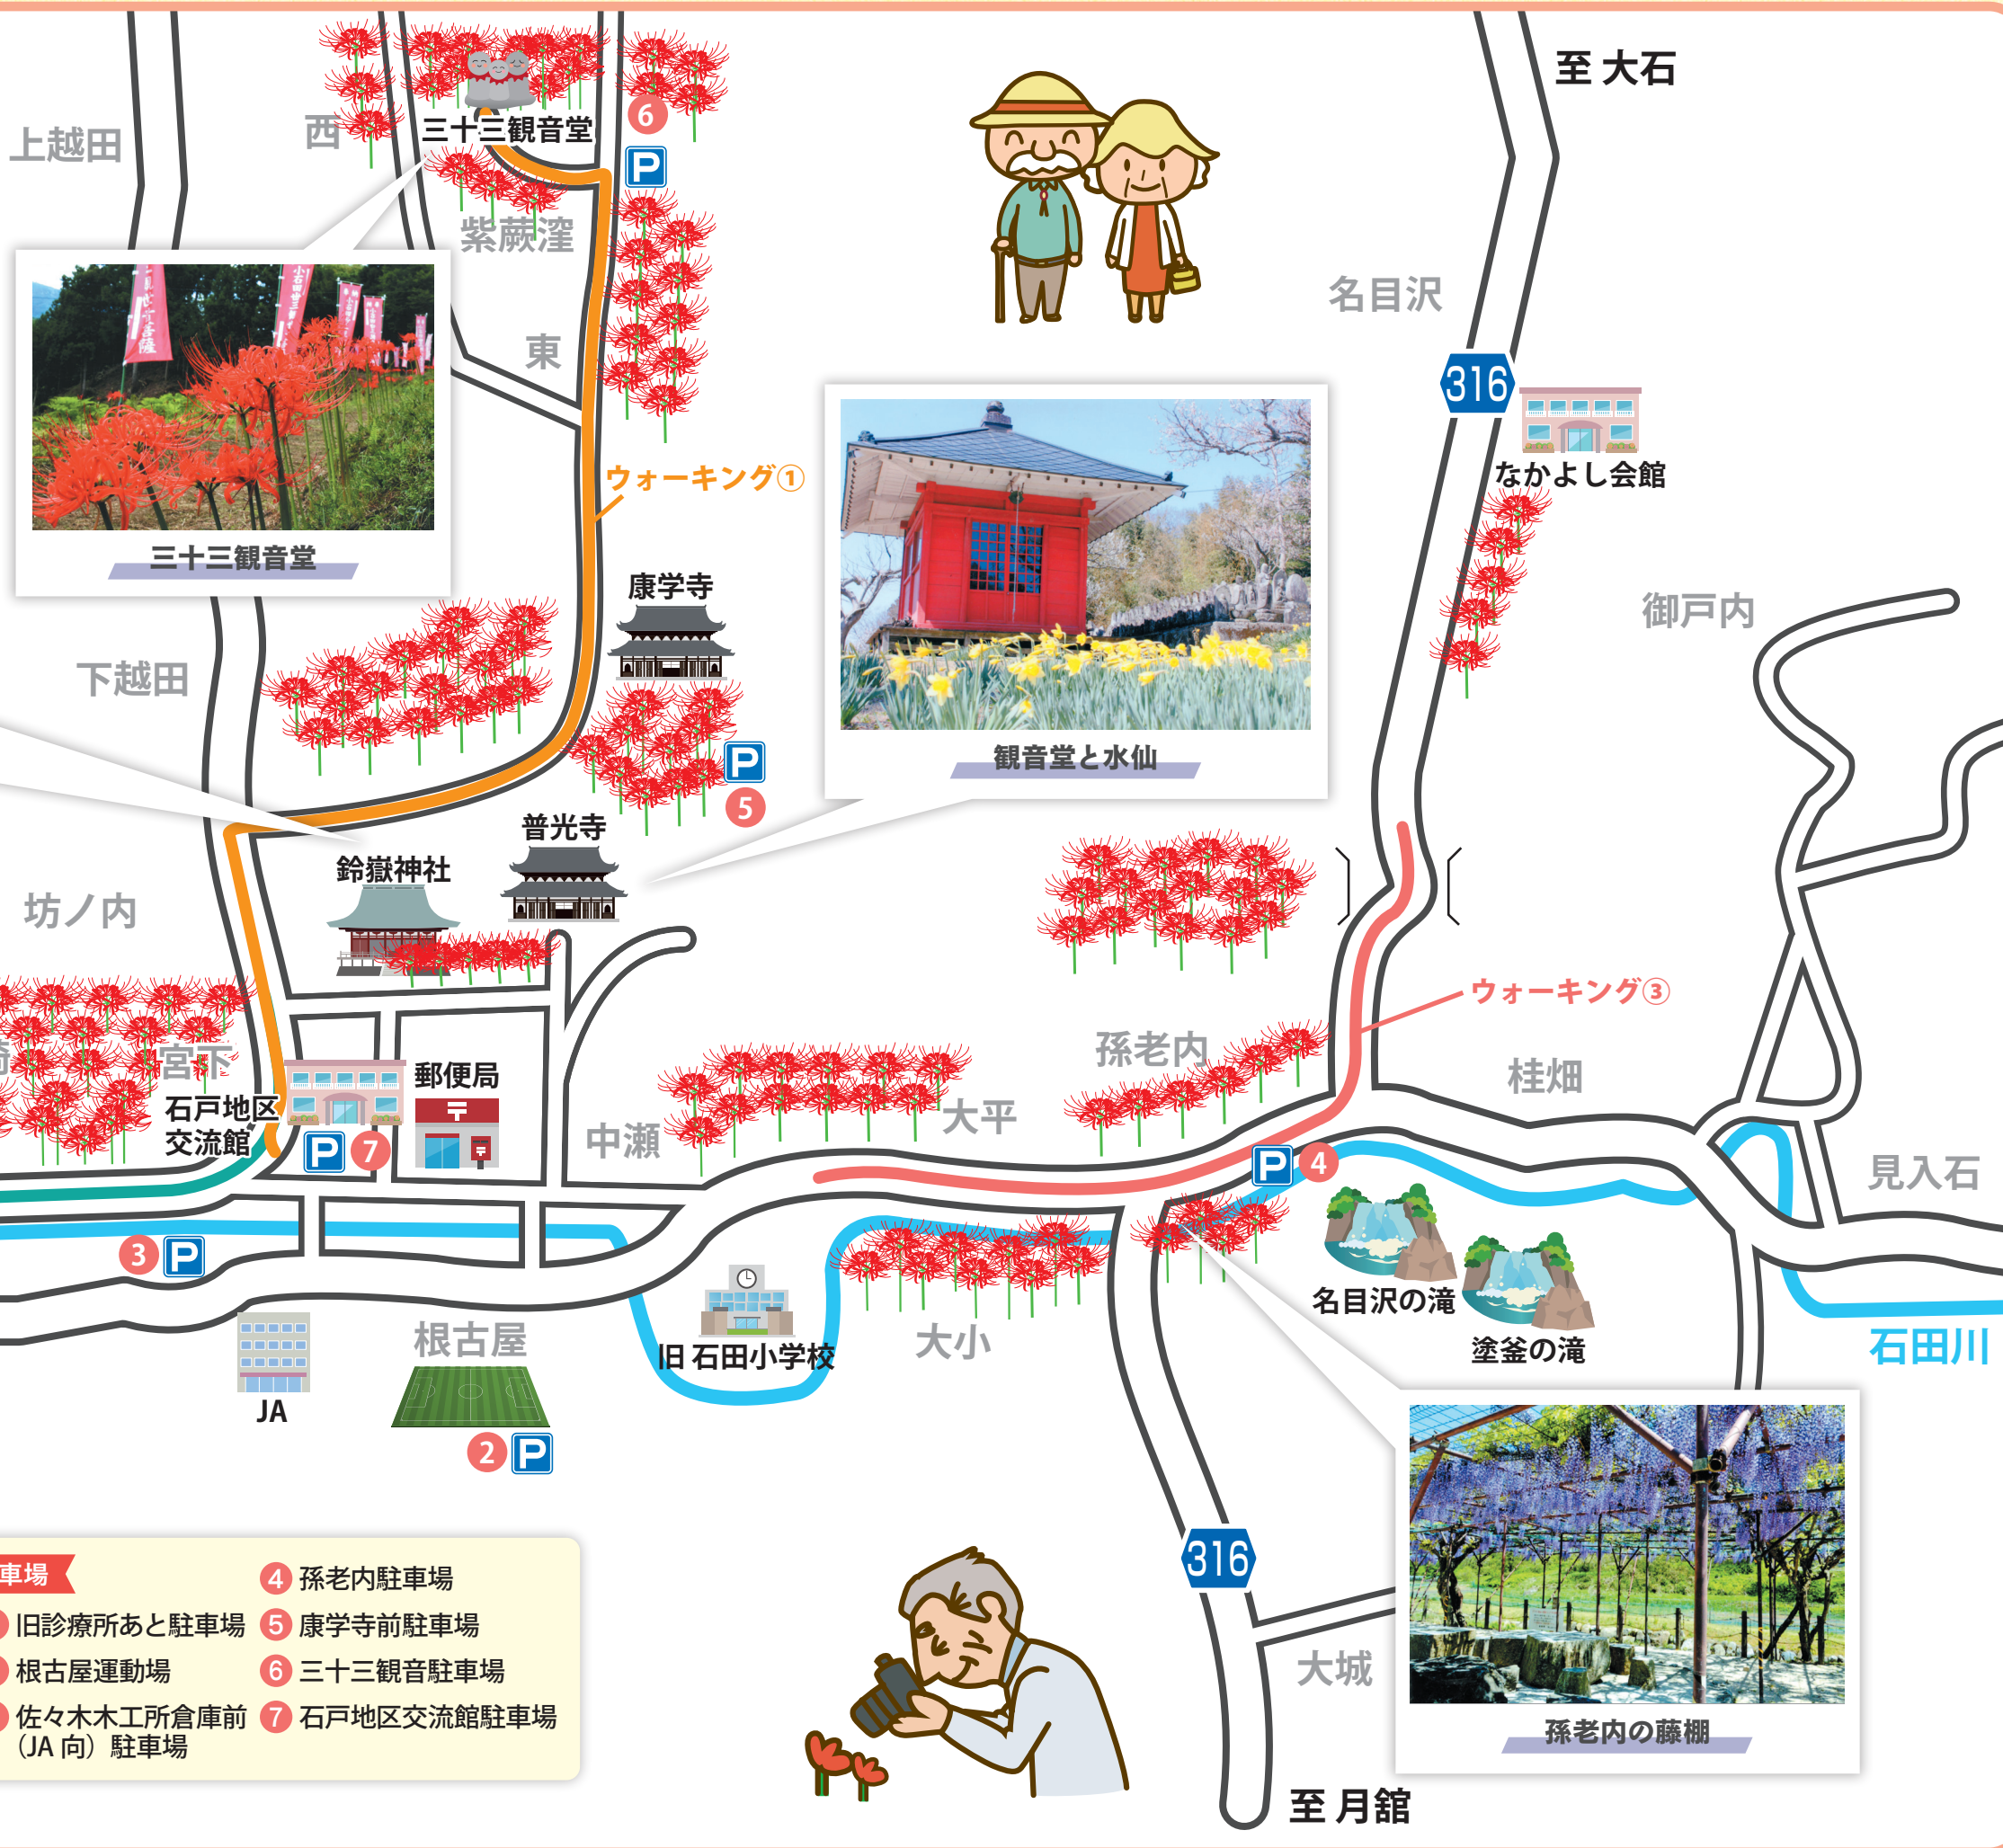 至 大石
上越田
西
三十三観音堂
6
P
紫蕨漥
名目沢
東
316
なかよし会館
ウォーキング①
三十三観音堂
康学寺
御戸内
下越田
観音堂と水仙
P
5
普光寺
鈴嶽神社
坊ノ内
ウォーキング③
孫老内
宮下
郵便局
桂畑
石戸地区
交流館
大平
中瀬
P
7
P
4
見入石
3
P
名目沢の滝
根古屋
大小
旧 石田小学校
塗釜の滝
石田川
JA
2
P
316
車場
4 孫老内駐車場
旧診療所あと駐車場
5 康学寺前駐車場
根古屋運動場
6 三十三観音駐車場
佐々木木工所倉庫前
(JA 向）駐車場
7 石戸地区交流館駐車場
大城
孫老内の藤棚
至 月舘